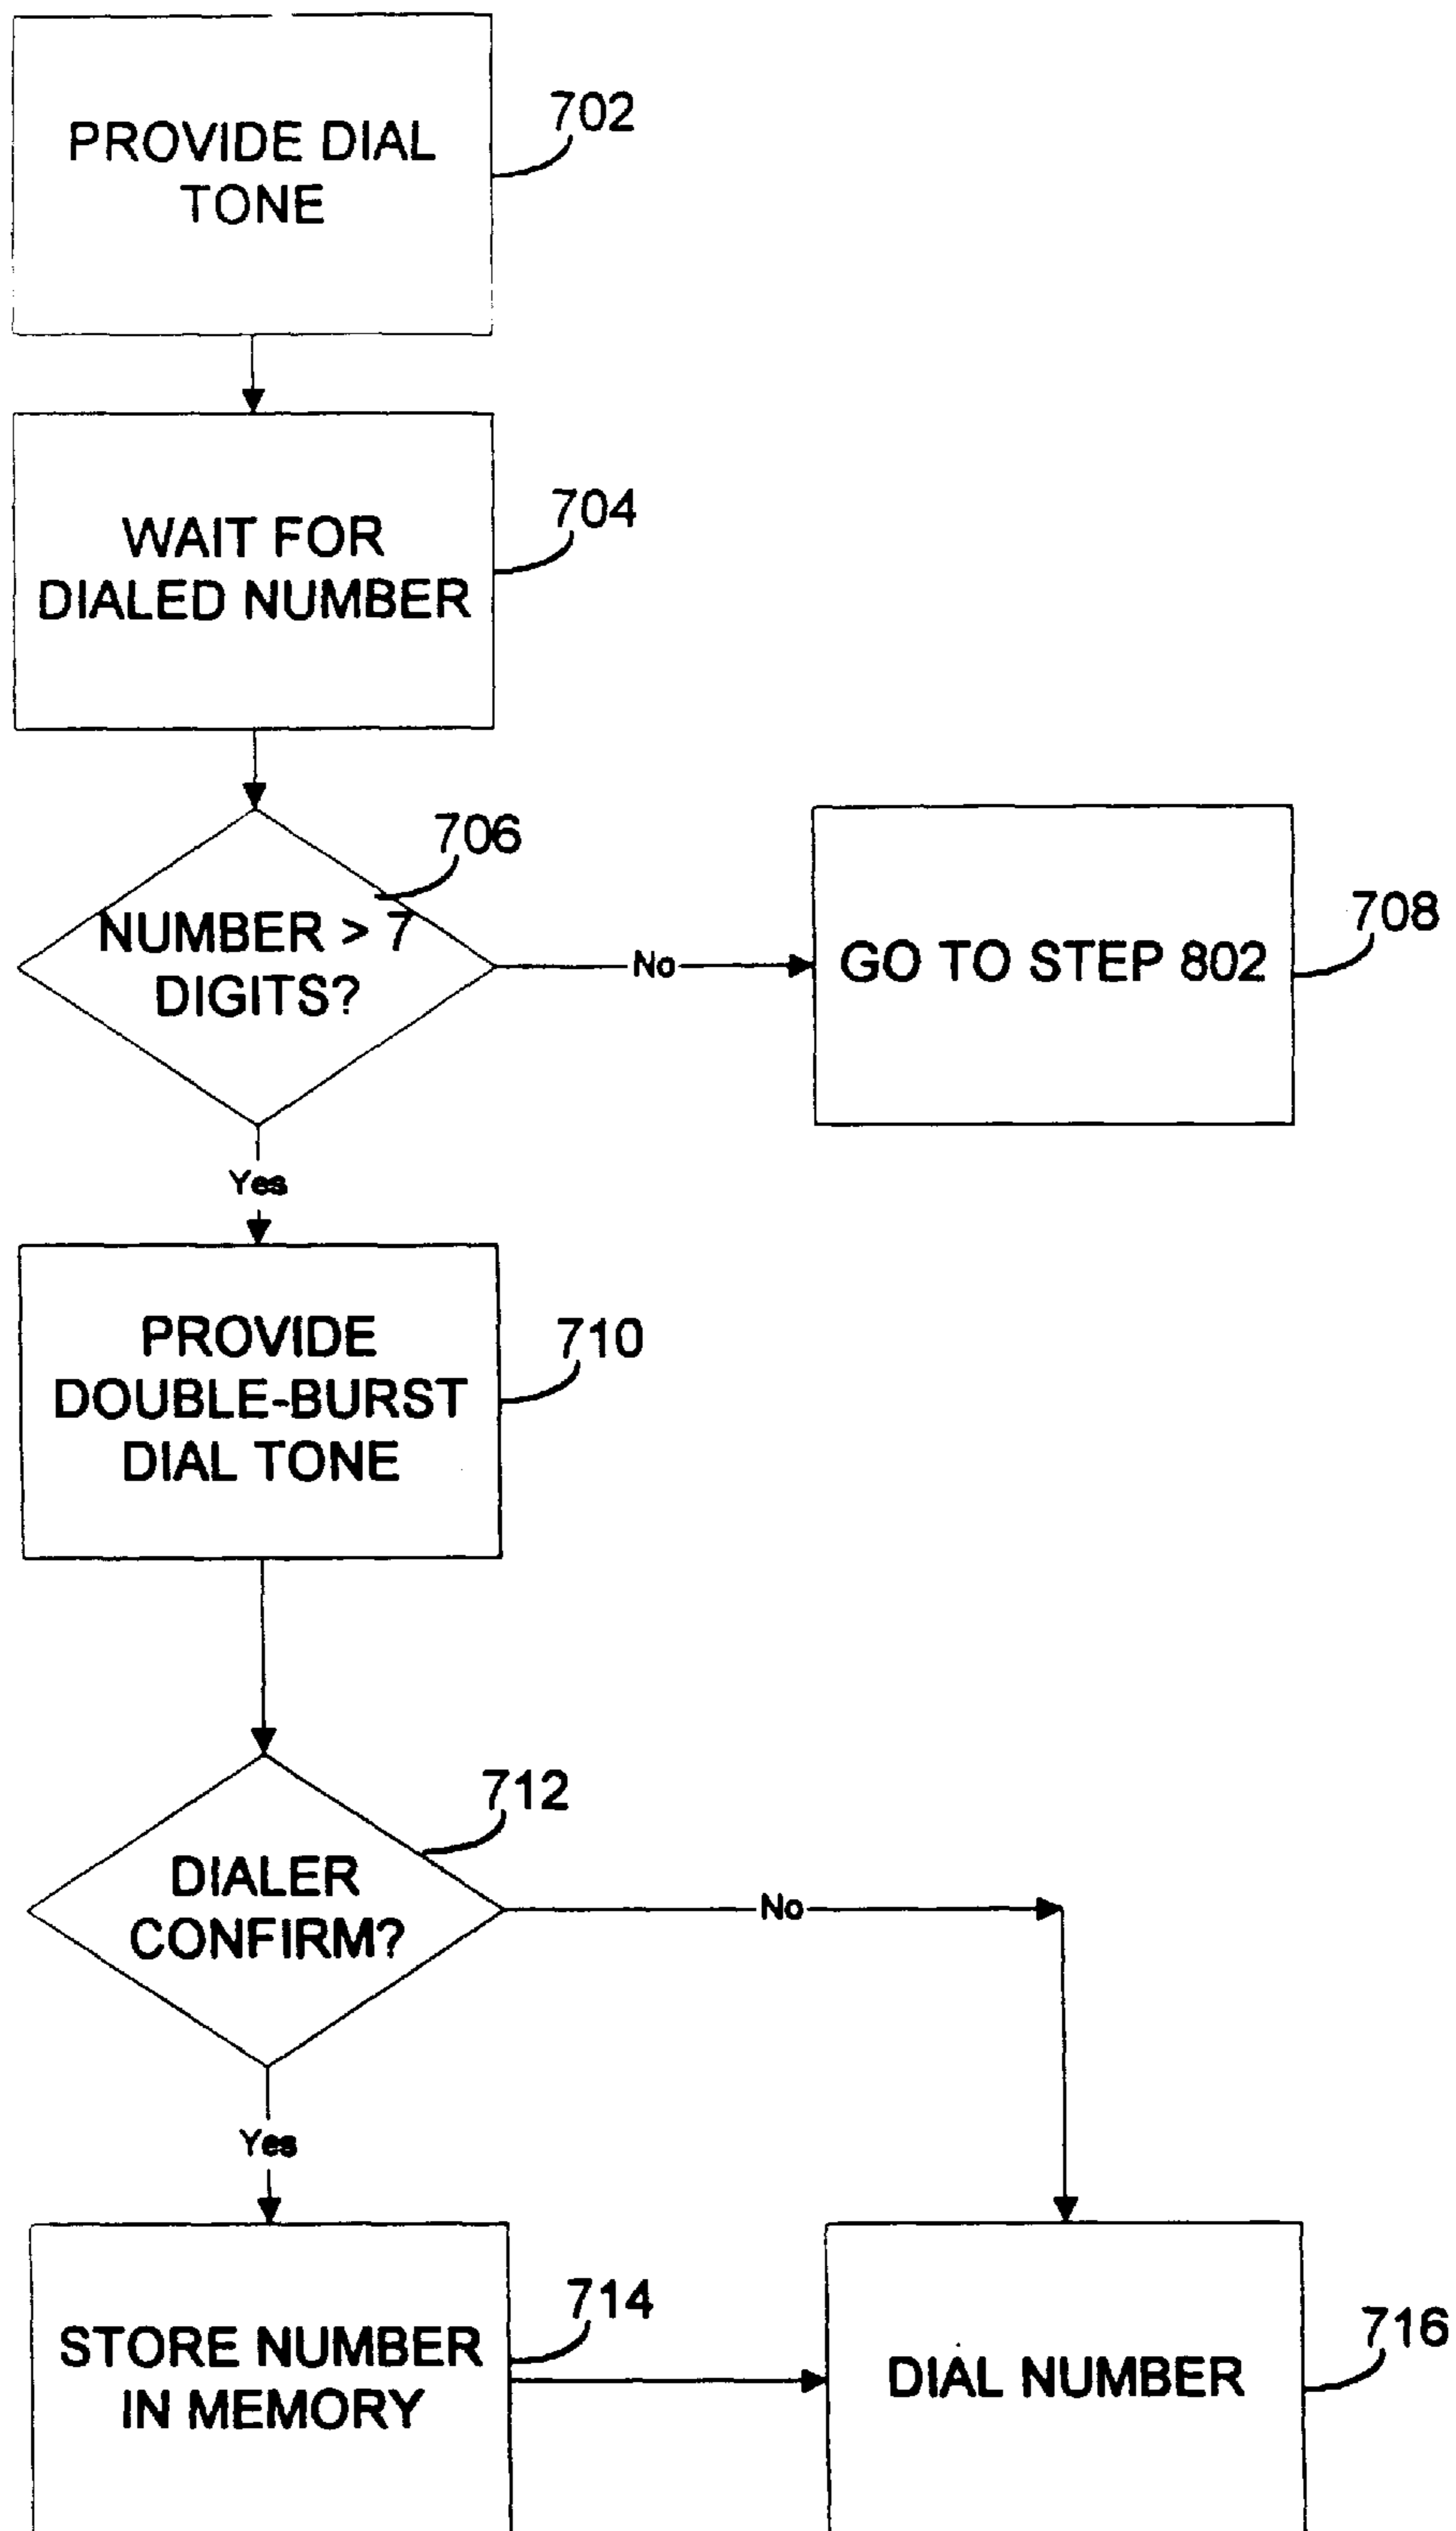 PROVIDE DIAL
TONE
702
WAIT FOR
DIALED NUMBER
704
706
NUMBER > 7
DIGITS?
No
GO TO STEP 802
708
Yes
PROVIDE
DOUBLE-BURST
DIAL TONE
710
712
DIALER
CONFIRM?
No
Yes
STORE NUMBER
IN MEMORY
714
DIAL NUMBER
716